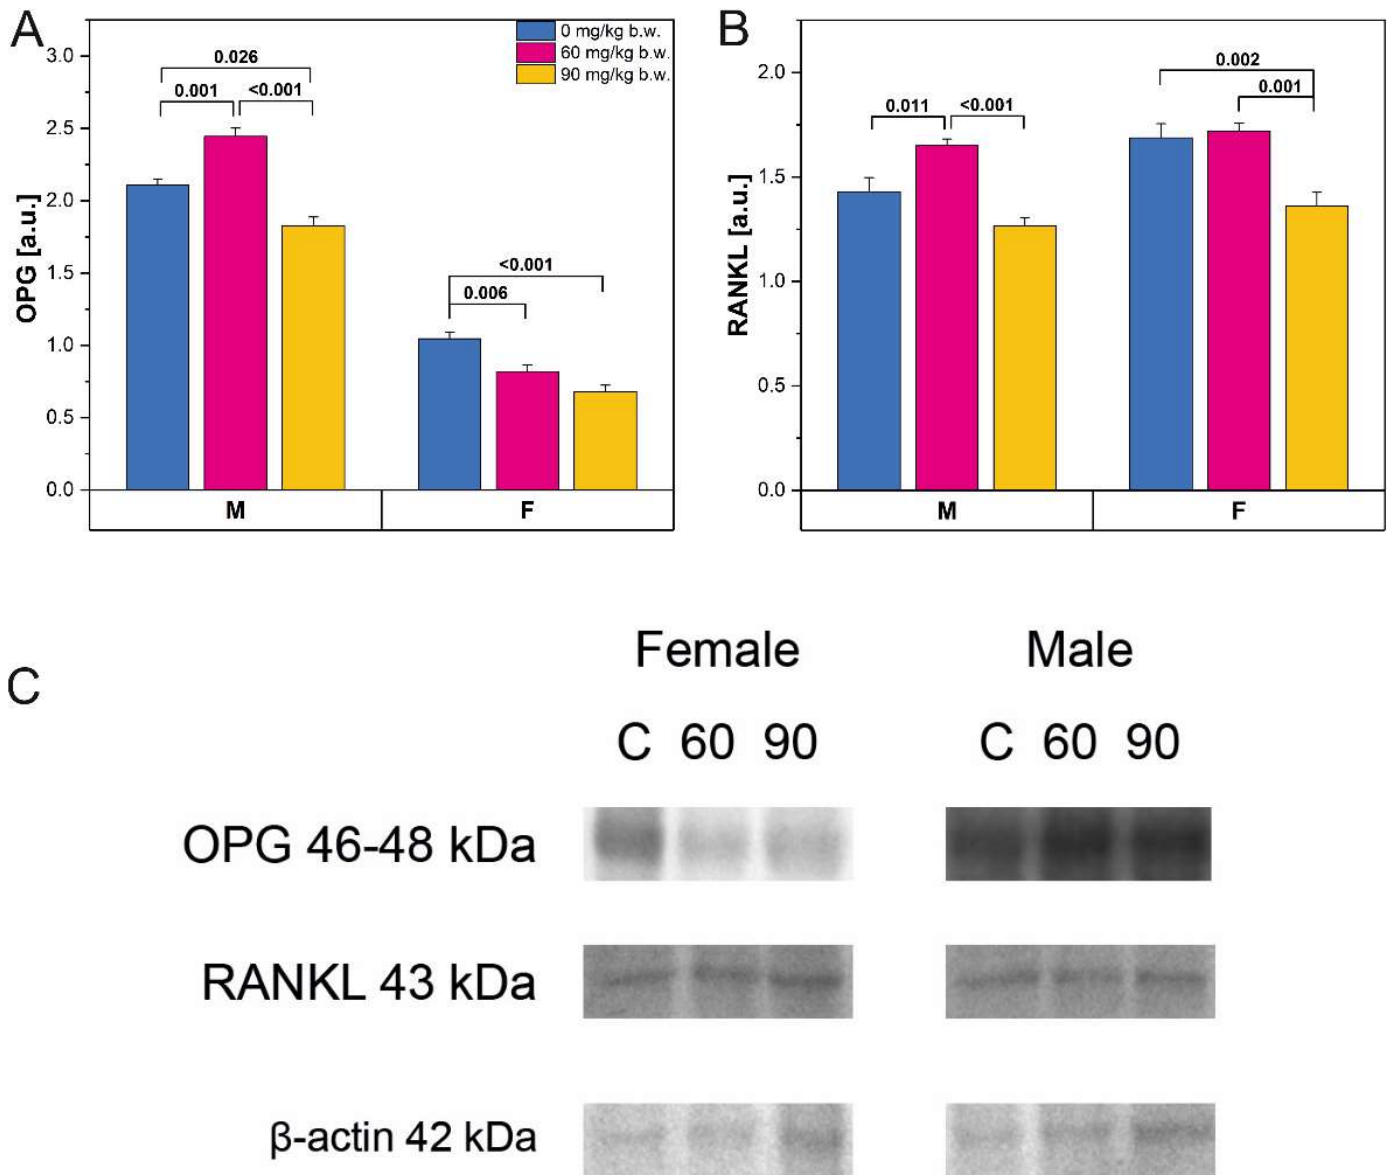 A
OPG [a.u.]
3.0
2.5
2.0
1.5
1.0
0.5
0.0
0 mg/kg b.w.
60 mg/kg b.w.
90 mg/kg b.w.
0.026
0.001 <0.001
<0.001
0.006
M F
B
RANKL [a.u.]
2.0
1.5
1.0
0.5
0.0
0.002
0.001
0.011 <0.001
M F
C
Female Male
C 60 90 C 60 90
OPG 46-48 kDa
RANKL 43 kDa
β-actin 42 kDa